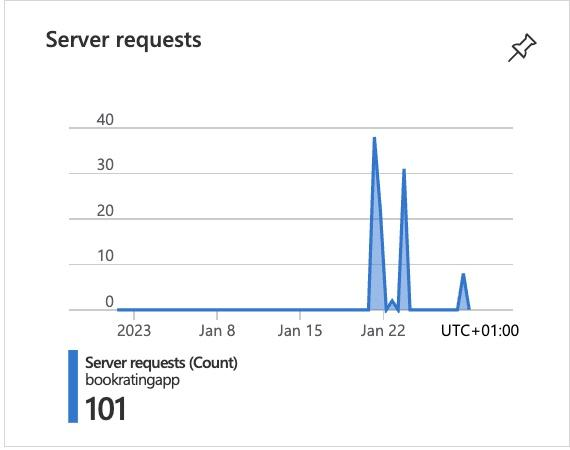 Server requests
40
30
20
10
0
2023 Jan 8 Jan 15 Jan 22 UTC+01:00
Server requests (Count)
bookratingapp
101